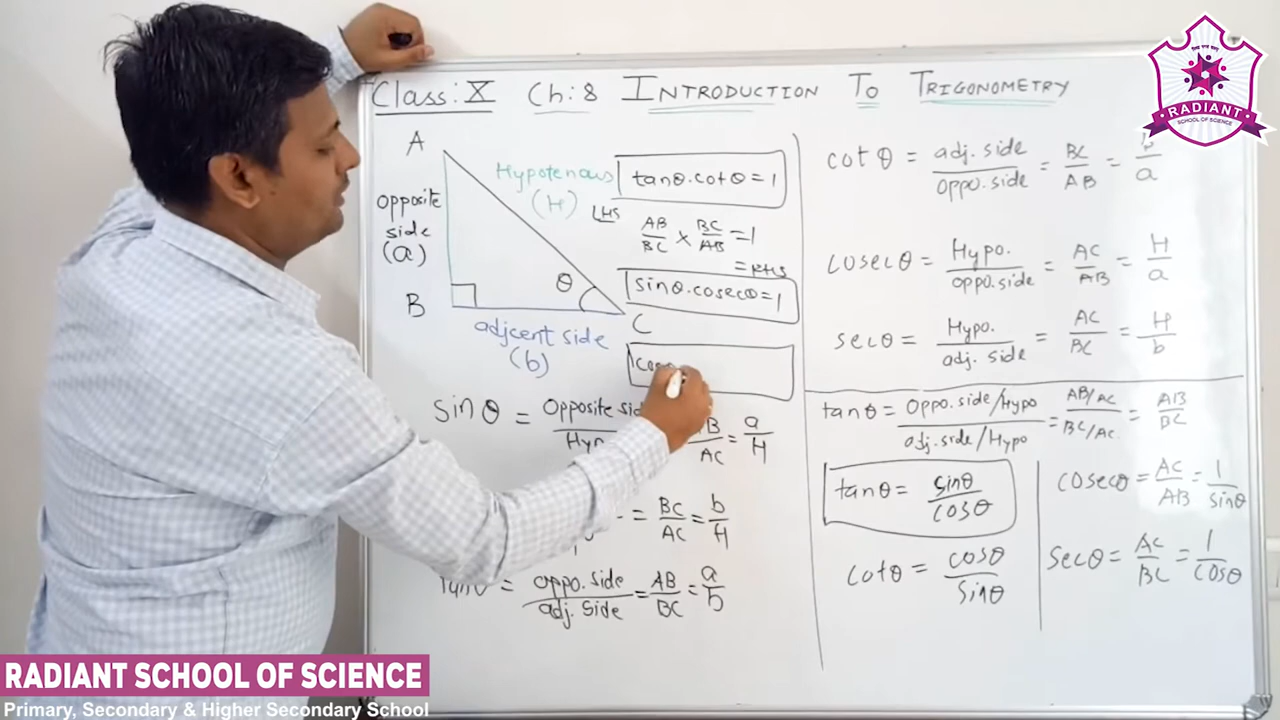 Class: X Ch: 8 INTRODUCTION TO TRIGONOMETRY
A
opposite
side
(a)
B
Hypotenous
(H)
θ
C
adjcent side
(b)
tanθ.cotθ=1
LHS
AB/BC × BC/AB =1
= RHS
sinθ.cosecθ=1
sinθ = = a/H
AC
= BC/AC = b/H
= oppo.side/adj. side = AB/BC = a/b
cotθ = adj. side/oppo. side = BC/AB = b/a
cosecθ = Hypo./oppo. side = AC/AB = H/a
secθ = Hypo./adj. side = AC/BC = H/b
tanθ = oppo. side/Hypo / adj. side/Hypo = AB/AC / BC/AC = AB/BC
tanθ = sinθ/cosθ
cotθ = cosθ/sinθ
cosecθ = AC/AB = 1/sinθ
secθ = AC/BC = 1/cosθ
RADIANT
SCHOOL OF SCIENCE
RADIANT SCHOOL OF SCIENCE
Primary, Secondary & Higher Secondary School